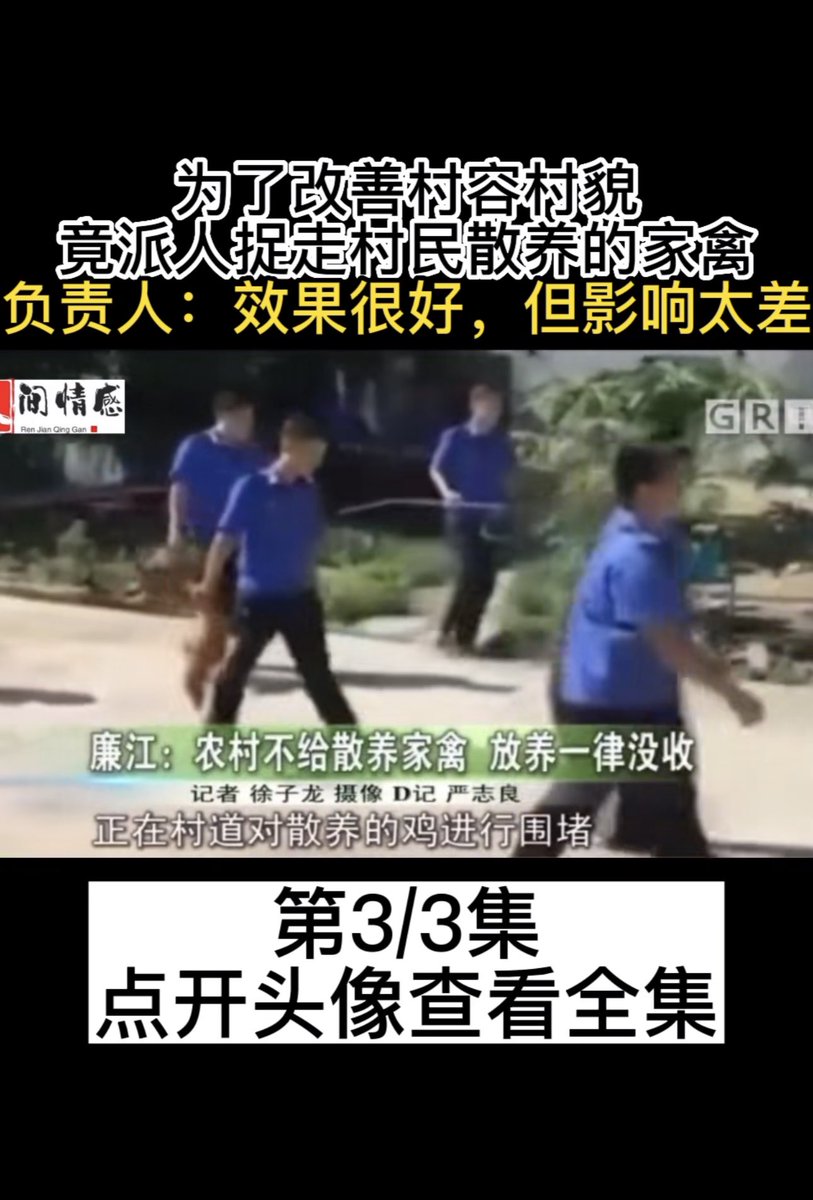 为了改善村容村貌
竟派人捉走村民散养的家禽
负责人：效果很好，但影响太差
间情感
Ren Jian Qing Gan
GRT
廉江：农村不给散养家禽 放养一律没收
记者 徐子龙 摄像 D记 严志良
正在村道对散养的鸡进行围堵
第3/3集
点开头像查看全集